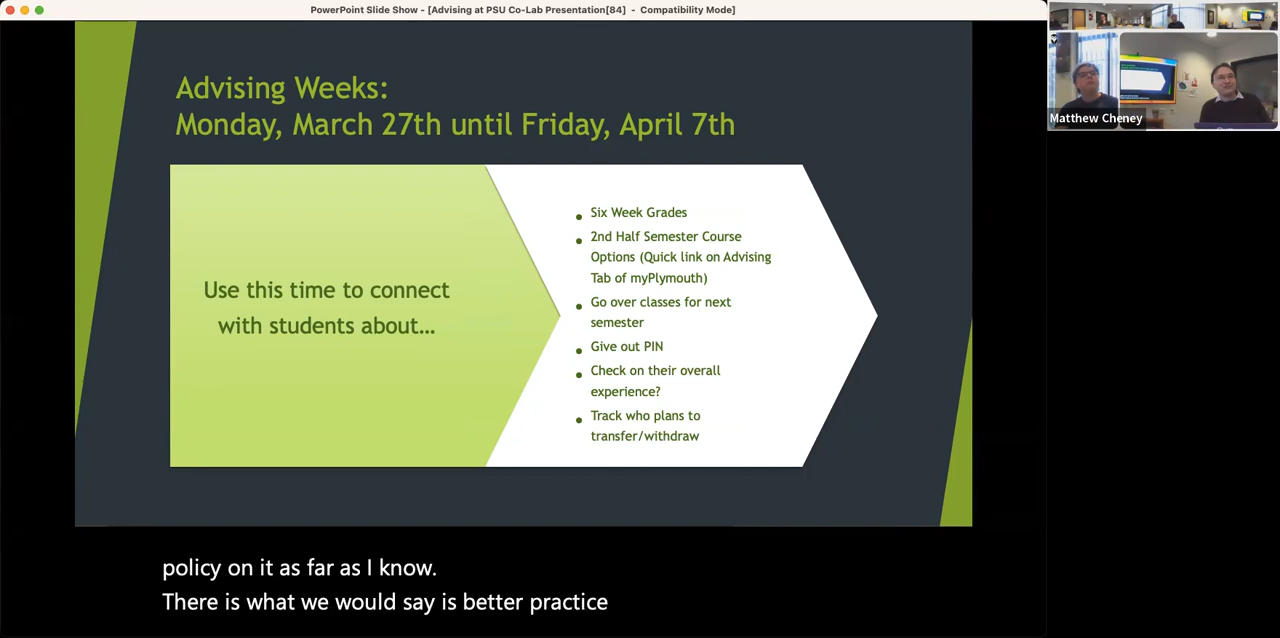 PowerPoint Slide Show - [Advising at PSU Co-Lab Presentation[84] - Compatibility Mode]
Advising Weeks:
Monday, March 27th until Friday, April 7th
Use this time to connect
with students about...
• Six Week Grades
• 2nd Half Semester Course
Options (Quick link on Advising
Tab of myPlymouth)
• Go over classes for next
semester
• Give out PIN
• Check on their overall
experience?
• Track who plans to
transfer/withdraw
Matthew Cheney
policy on it as far as I know.
There is what we would say is better practice